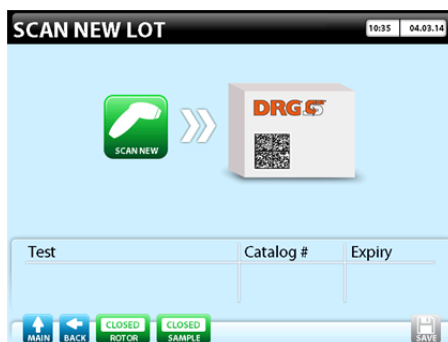 SCAN NEW LOT 10:35 04.03.14
SCAN NEW
DRG
Test Catalog # Expiry
MAIN BACK CLOSED ROTOR CLOSED SAMPLE SAVE